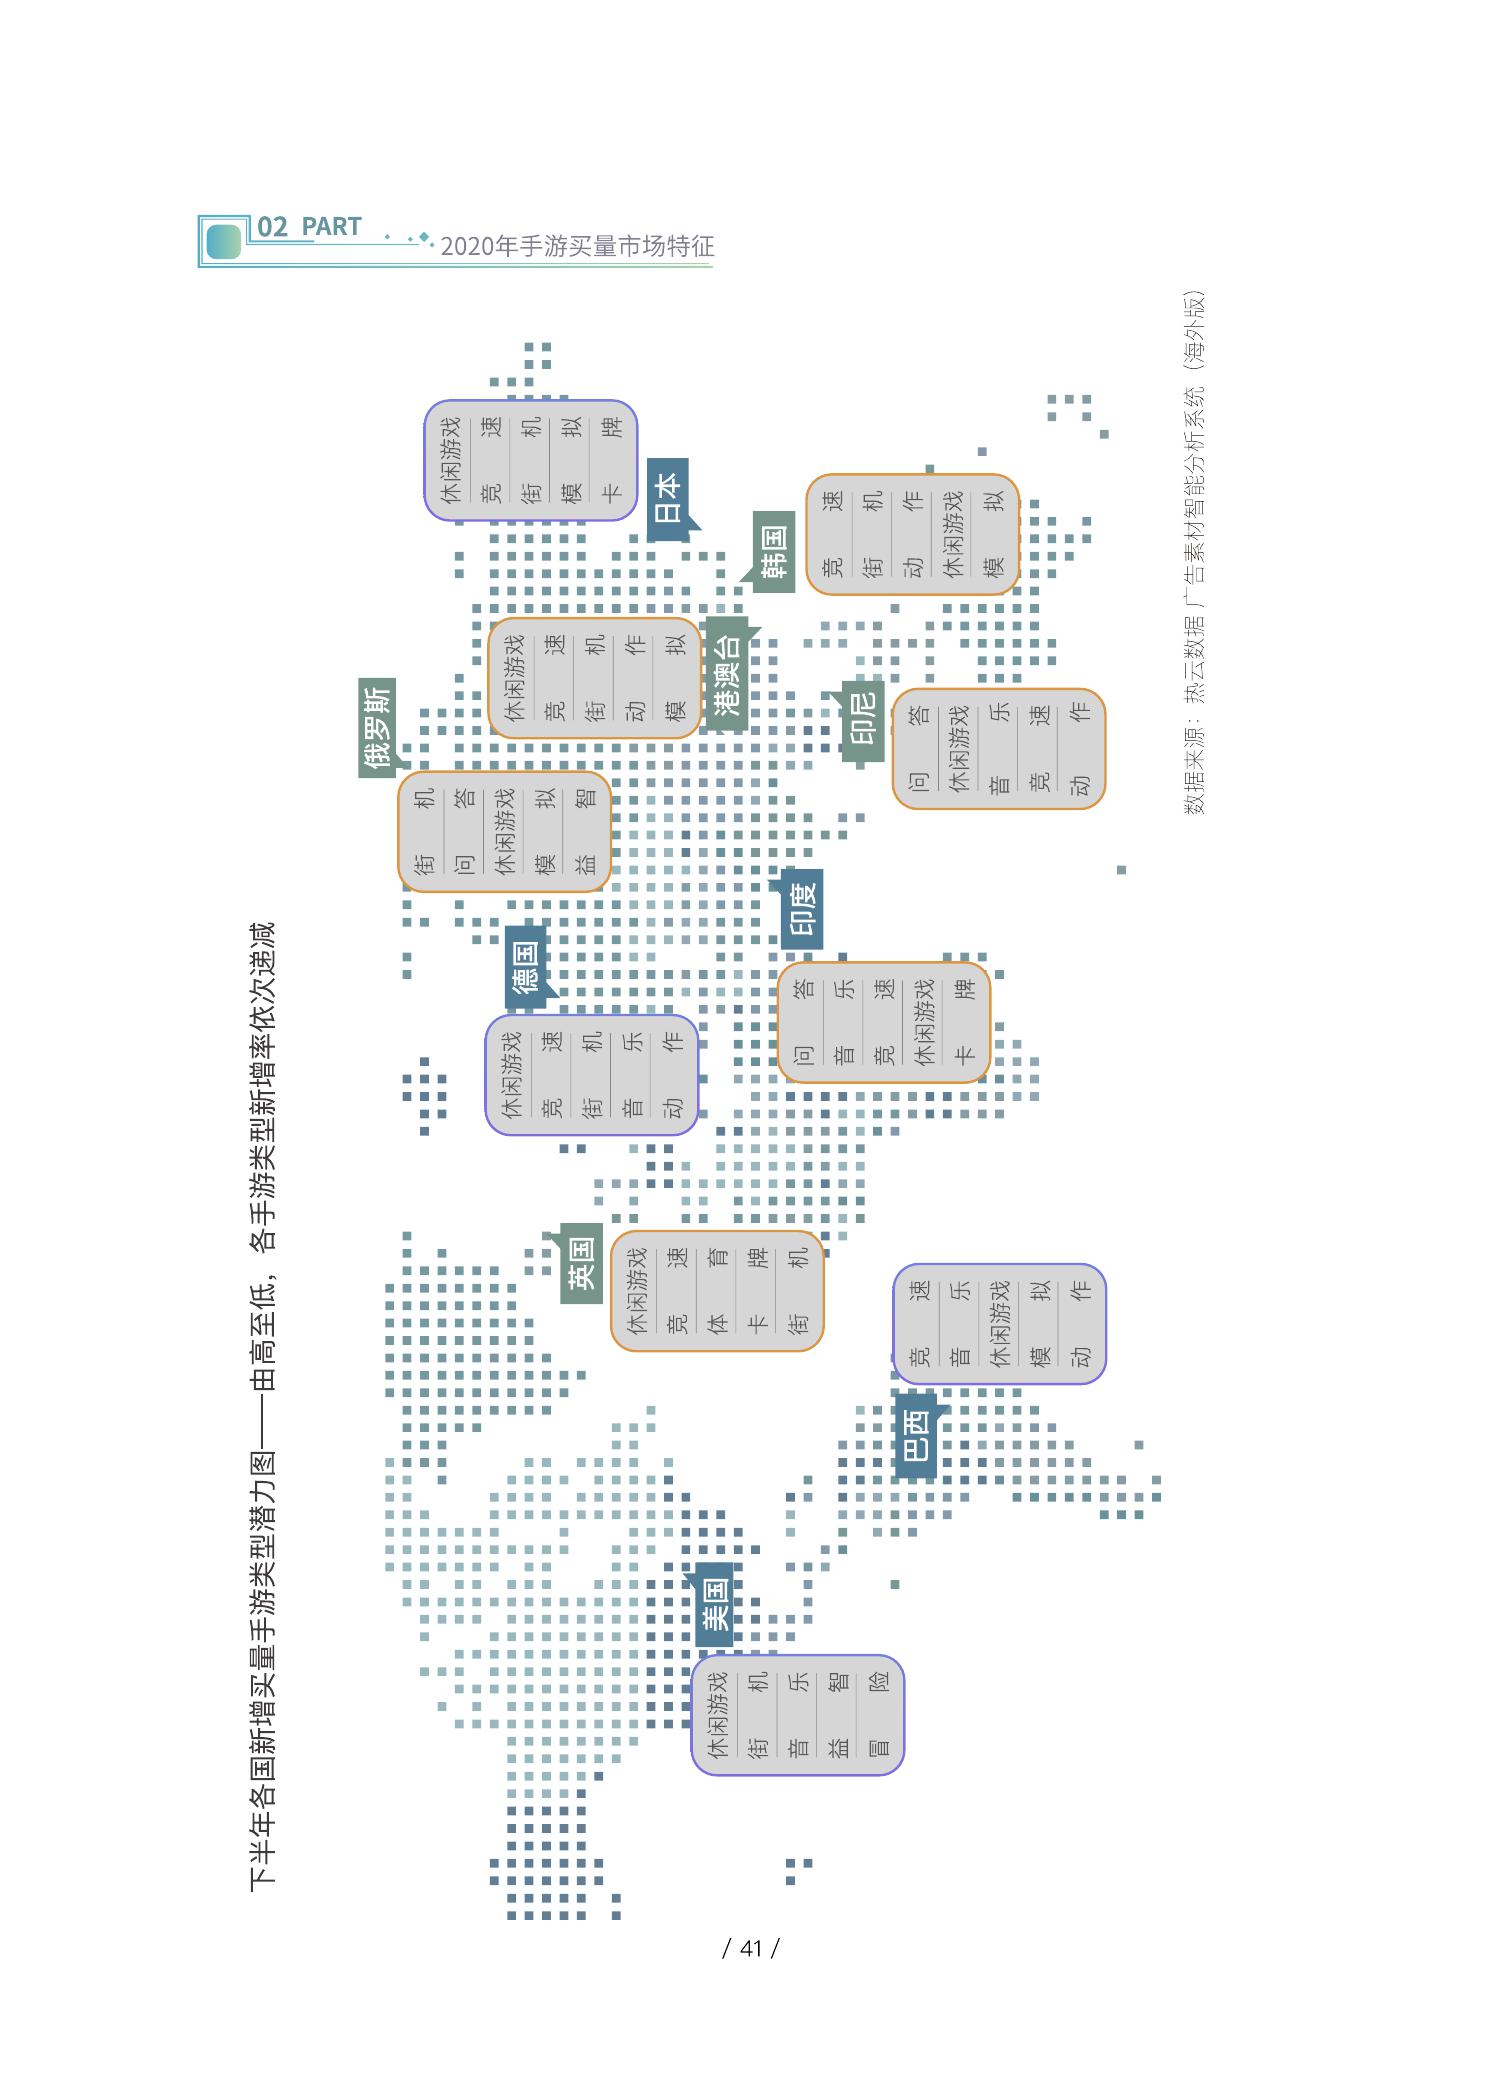 02 PART
2020年手游买量市场特征
下半年各国新增买量手游类型潜力图——由高至低，各手游类型新增率依次递减
俄罗斯
街 机
问 答
休闲游戏
模 拟
益 智
日本
休闲游戏
竞 速
街 机
模 拟
卡 牌
港澳台
休闲游戏
竞 速
街 机
动 作
模 拟
韩国
竞 速
街 机
动 作
休闲游戏
模 拟
德国
休闲游戏
竞 速
街 机
音 乐
动 作
印度
问 答
音 乐
竞 速
休闲游戏
卡 牌
印尼
问 答
休闲游戏
音 乐
竞 速
动 作
英国
休闲游戏
竞 速
体 育
卡 牌
街 机
美国
休闲游戏
街 机
音 乐
益 智
冒 险
巴西
竞 速
音 乐
休闲游戏
模 拟
动 作
数据来源：热云数据 广告素材智能分析系统（海外版）
/ 41 /